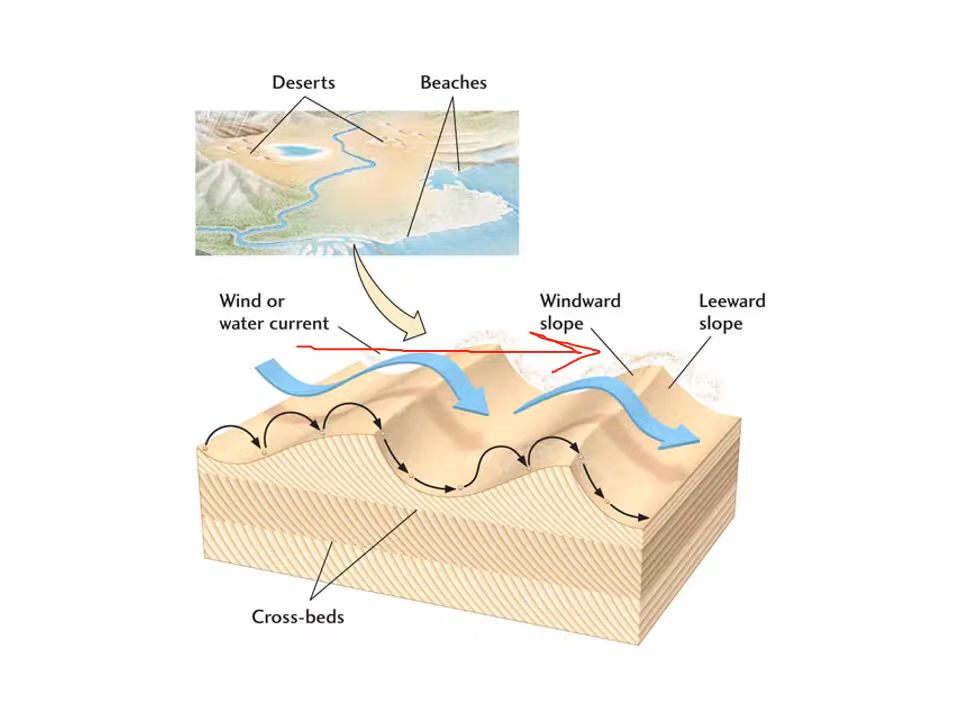 Deserts
Beaches
Wind or
water current
Windward
slope
Leeward
slope
Cross-beds